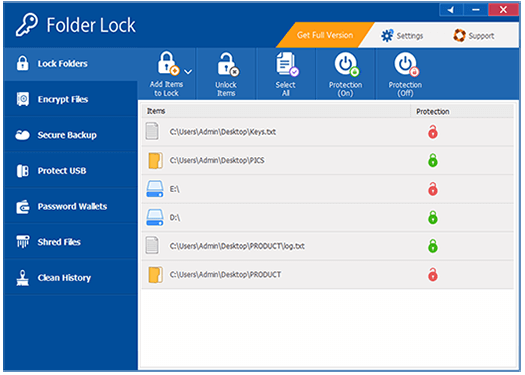 Folder Lock
Get Full Version
Settings
Support
Lock Folders
Encrypt Files
Secure Backup
Protect USB
Password Wallets
Shred Files
Clean History
Add Items
to Lock
Unlock
Items
Select
All
Protection
(On)
Protection
(Off)
Items Protection
C:\Users\Admin\Desktop\Keys.txt
C:\Users\Admin\Desktop\PICS
E:\
D:\
C:\Users\Admin\Desktop\PRODUCT\log.txt
C:\Users\Admin\Desktop\PRODUCT